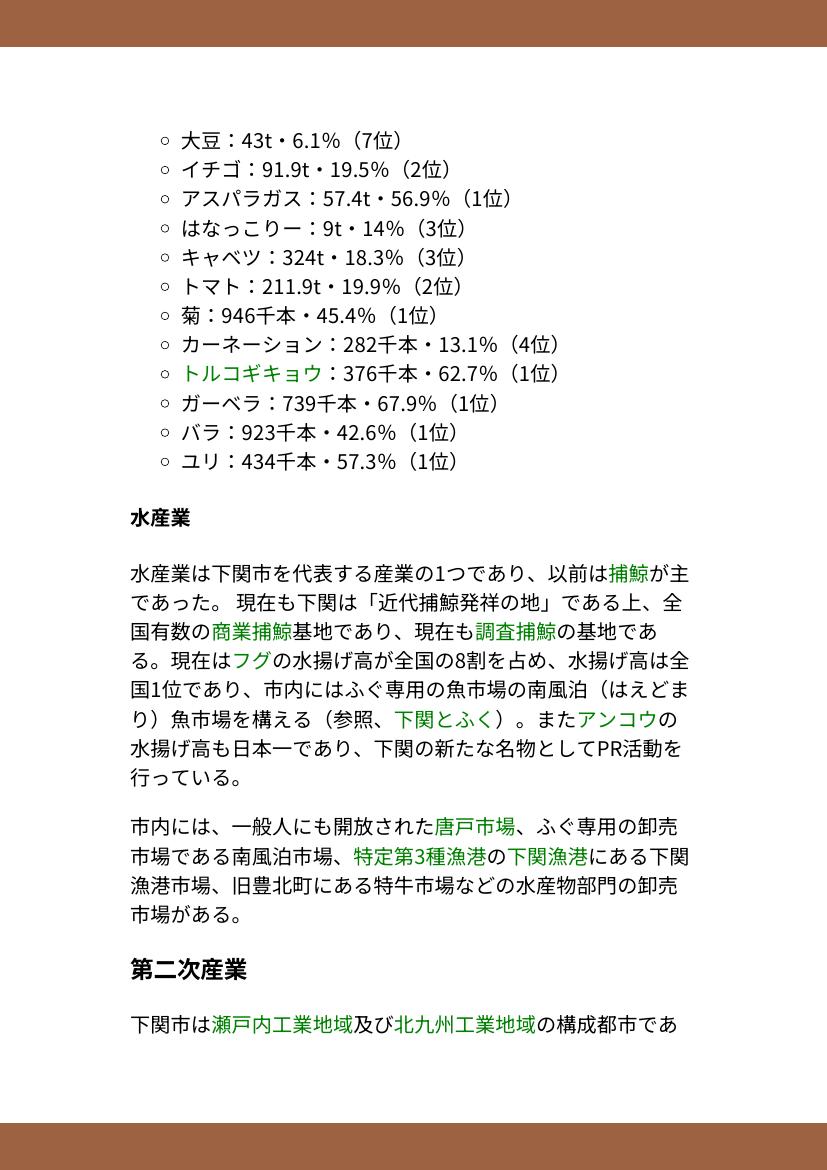 大豆：43t・6.1%（7位）
イチゴ：91.9t・19.5%（2位）
アスパラガス：57.4t・56.9%（1位）
はなっこりー：9t・14%（3位）
キャベツ：324t・18.3%（3位）
トマト：211.9t・19.9%（2位）
菊：946千本・45.4%（1位）
カーネーション：282千本・13.1%（4位）
トルコギキョウ：376千本・62.7%（1位）
ガーベラ：739千本・67.9%（1位）
バラ：923千本・42.6%（1位）
ユリ：434千本・57.3%（1位）
水産業
水産業は下関市を代表する産業の1つであり、以前は捕鯨が主
であった。 現在も下関は「近代捕鯨発祥の地」である上、全
国有数の商業捕鯨基地であり、現在も調査捕鯨の基地であ
る。現在はフグの水揚げ高が全国の8割を占め、水揚げ高は全
国1位であり、市内にはふぐ専用の魚市場の南風泊（はえどま
り）魚市場を構える（参照、下関とふく）。またアンコウの
水揚げ高も日本一であり、下関の新たな名物としてPR活動を
行っている。
市内には、一般人にも開放された唐戸市場、ふぐ専用の卸売
市場である南風泊市場、特定第3種漁港の下関漁港にある下関
漁港市場、旧豊北町にある特牛市場などの水産物部門の卸売
市場がある。
第二次産業
下関市は瀬戸内工業地域及び北九州工業地域の構成都市であ